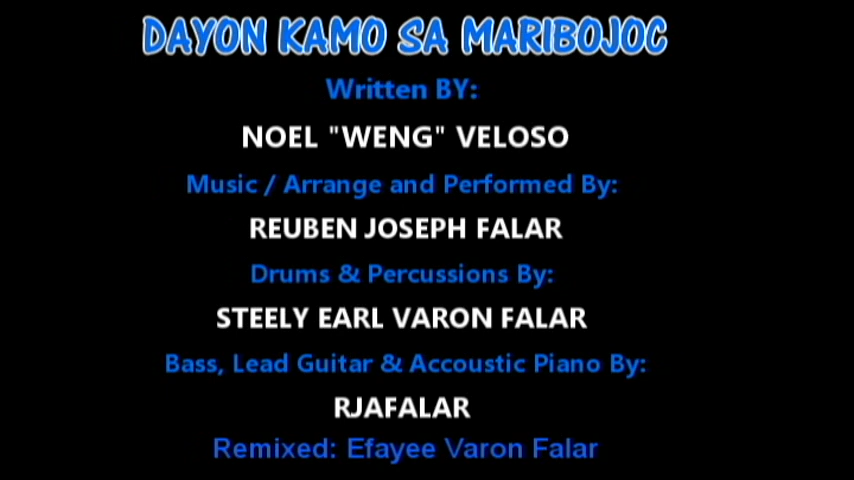 DAYON KAMO SA MARIBOJOC
Written BY:
NOEL "WENG" VELOSO
Music / Arrange and Performed By:
REUBEN JOSEPH FALAR
Drums & Percussions By:
STEELY EARL VARON FALAR
Bass, Lead Guitar & Accoustic Piano By:
RJAFALAR
Remixed: Efayee Varon Falar